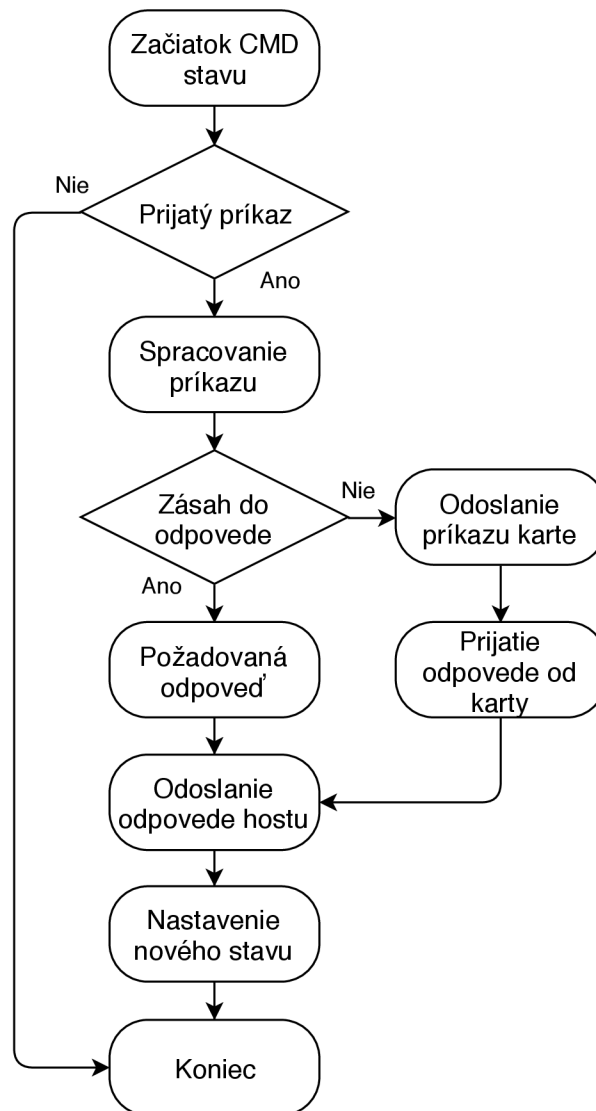 Začiatok CMD
stavu
Nie
Prijatý príkaz
Ano
Spracovanie
príkazu
Zásah do
odpovede
Nie
Odoslanie
príkazu karte
Ano
Požadovaná
odpoveď
Prijatie
odpovede od
karty
Odoslanie
odpovede hostu
Nastavenie
nového stavu
Koniec